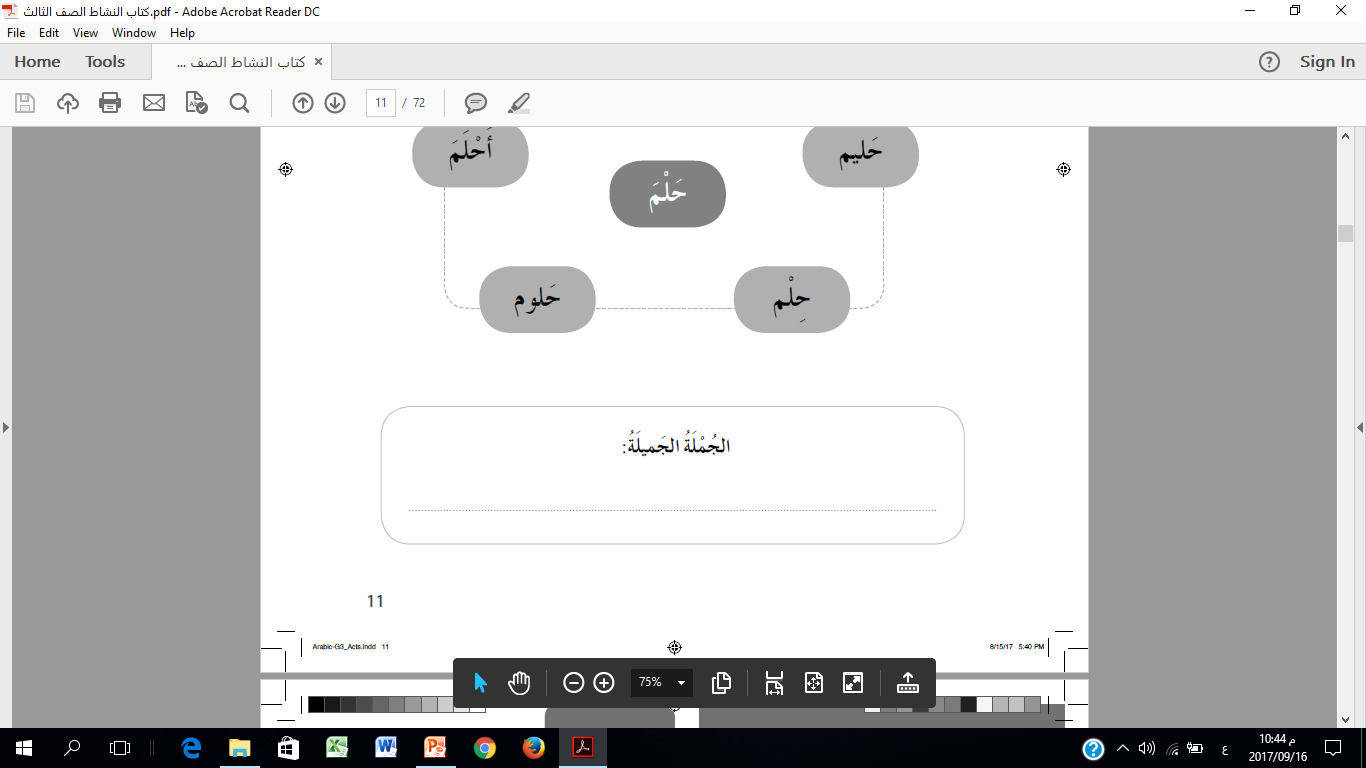 كتاب النشاط الصف الثالث.pdf - Adobe Acrobat Reader DC
File Edit View Window Help
Home Tools كتاب النشاط الصف ... × Sign In
11 / 72
حَليم أَحْلَمَ
حَلْمَ
حِلْم حَلوم
الجُمْلَةُ الجَميلَةُ:
11
Arabic-G3_Acts.indd 11 8/15/17 5:40 PM
75%
م 10:44
ع
2017/09/16